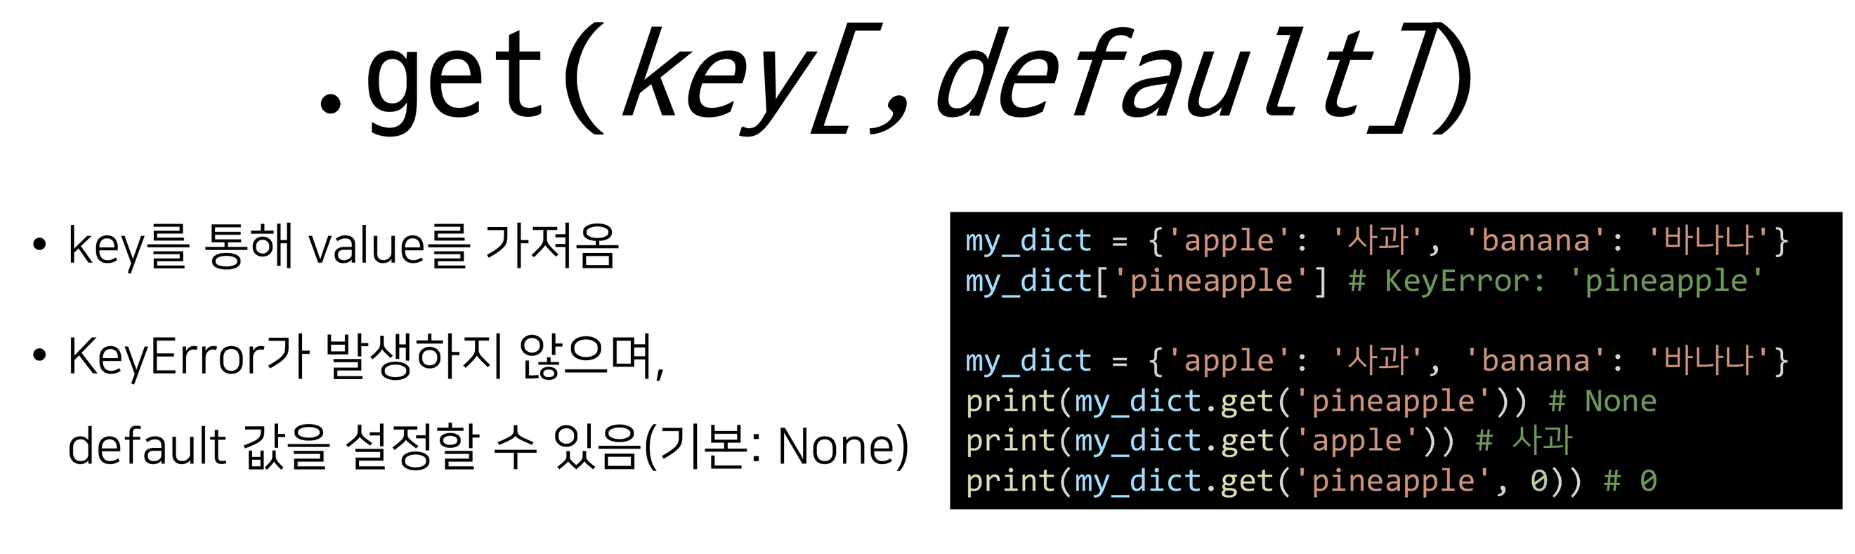 .get(key[,default])
• key를 통해 value를 가져옴
• KeyError가 발생하지 않으며,
default 값을 설정할 수 있음(기본: None)
my_dict = {'apple': '사과', 'banana': '바나나'}
my_dict['pineapple'] # KeyError: 'pineapple'
my_dict = {'apple': '사과', 'banana': '바나나'}
print(my_dict.get('pineapple')) # None
print(my_dict.get('apple')) # 사과
print(my_dict.get('pineapple', 0)) # 0